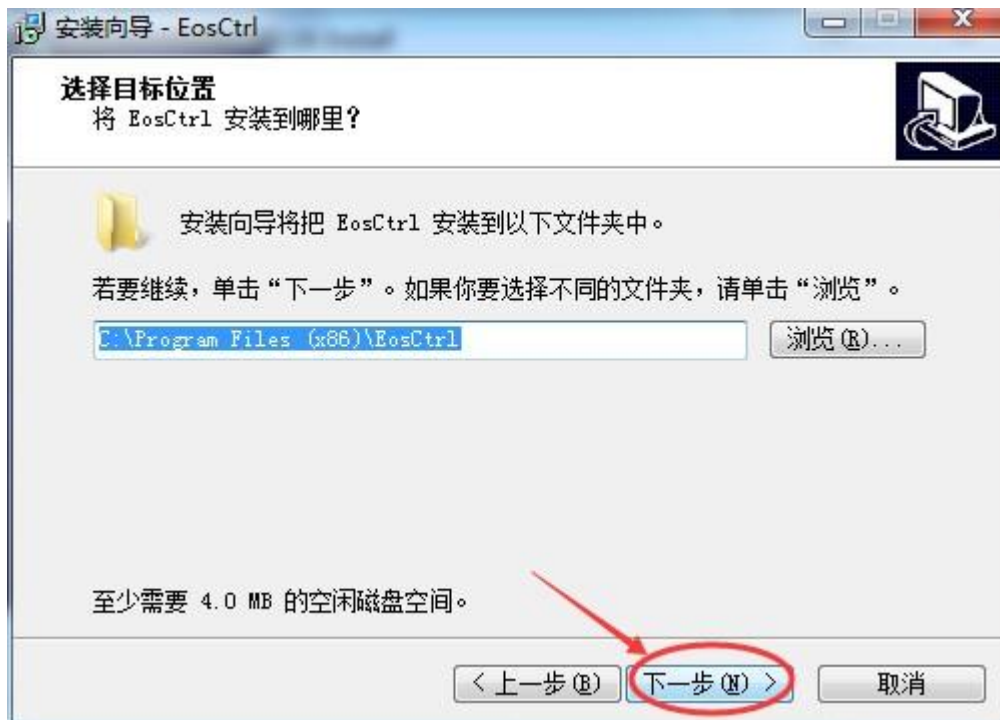 安装向导 - EosCtrl
选择目标位置
将 EosCtrl 安装到哪里?
安装向导将把 EosCtrl 安装到以下文件夹中。
若要继续，单击“下一步”。如果你要选择不同的文件夹，请单击“浏览”。
C:\Program Files (x86)\EosCtrl
浏览(R)...
至少需要 4.0 MB 的空闲磁盘空间。
< 上一步(B) 下一步(N) > 取消